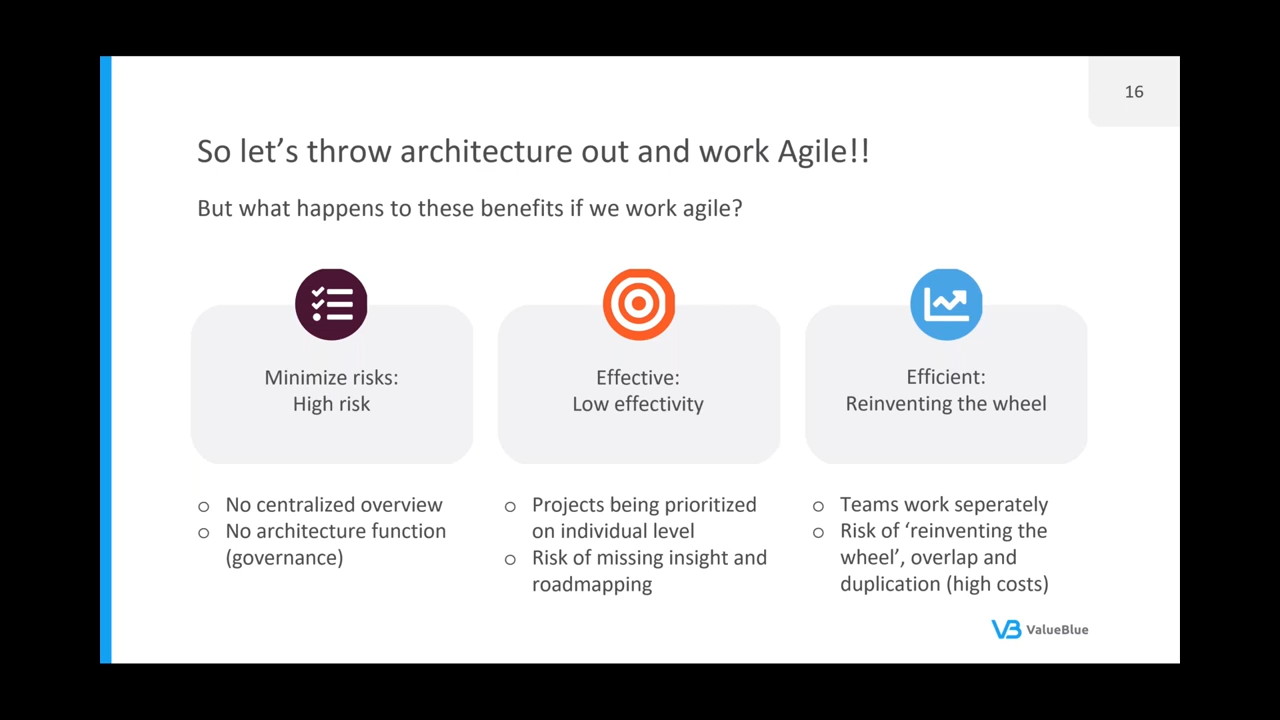 16
So let’s throw architecture out and work Agile!!
But what happens to these benefits if we work agile?
Minimize risks:
High risk
Effective:
Low effectivity
Efficient:
Reinventing the wheel
o No centralized overview
o No architecture function
(governance)
o Projects being prioritized
on individual level
o Risk of missing insight and
roadmapping
o Teams work seperately
o Risk of ‘reinventing the
wheel’, overlap and
duplication (high costs)
VB ValueBlue